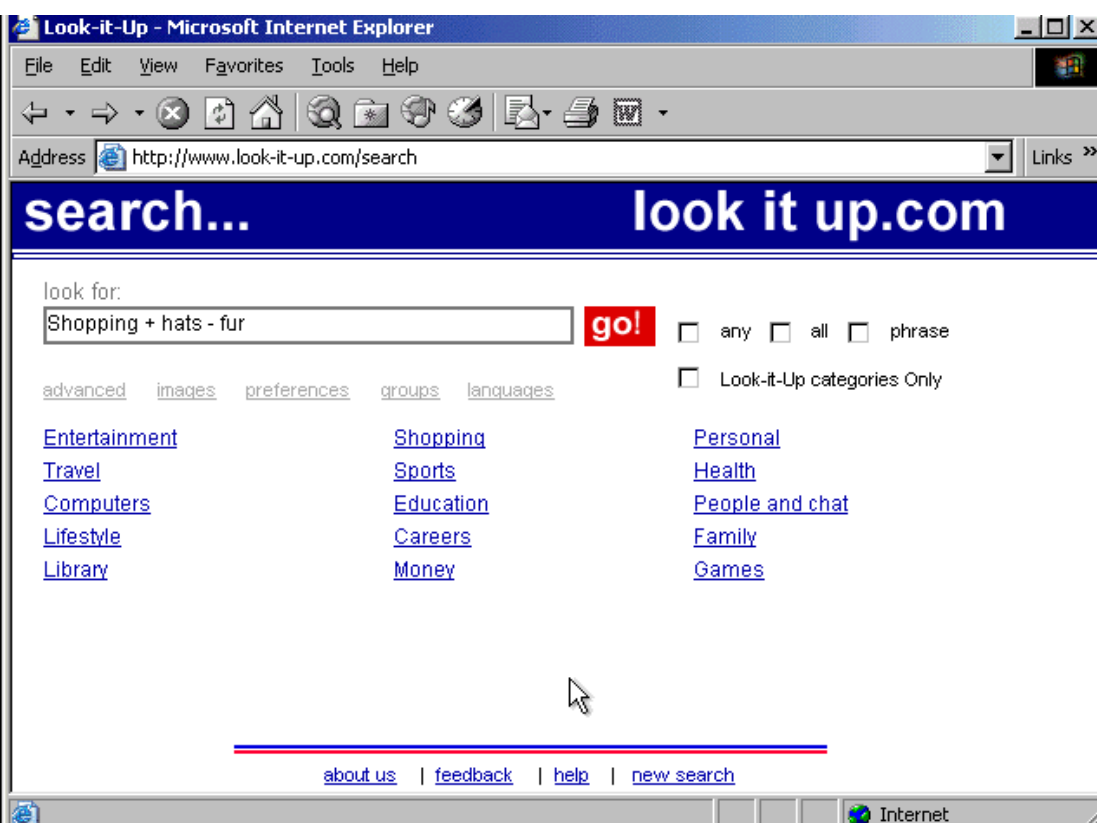 Look-it-Up - Microsoft Internet Explorer
File Edit View Favorites Tools Help
Address http://www.look-it-up.com/search Links »
search... look it up.com
look for:
Shopping + hats - fur go! any all phrase
advanced images preferences groups languages Look-it-Up categories Only
Entertainment Shopping Personal
Travel Sports Health
Computers Education People and chat
Lifestyle Careers Family
Library Money Games
about us | feedback | help | new search
Internet